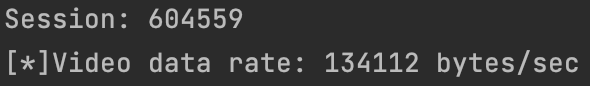 Session: 604559
[*]Video data rate: 134112 bytes/sec